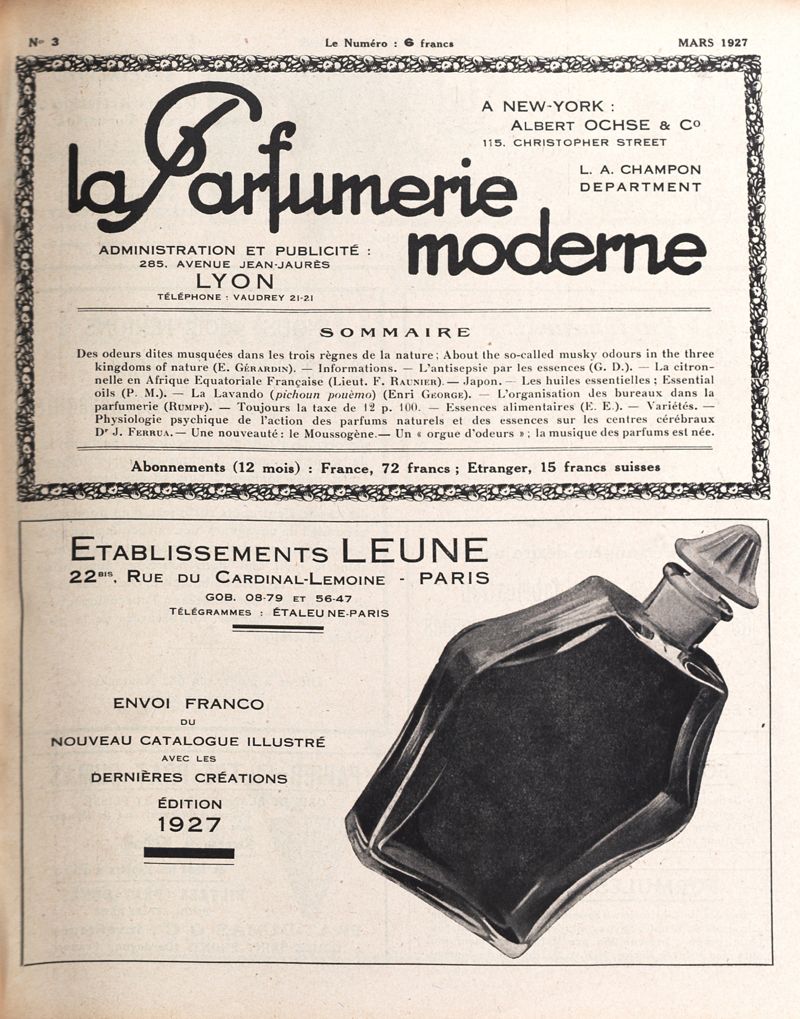 No 3
Le Numéro : 6 francs
MARS 1927
la Parfumerie
moderne
A NEW-YORK :
ALBERT OCHSE & Co
115. CHRISTOPHER STREET
L. A. CHAMPON
DEPARTMENT
ADMINISTRATION ET PUBLICITÉ :
285. AVENUE JEAN-JAURÈS
LYON
TÉLÉPHONE : VAUDREY 21-21
SOMMAIRE
Des odeurs dites musquées dans les trois règnes de la nature ; About the so-called musky odours in the three
kingdoms of nature (E. GÉRARDIN). — Informations. — L'antisepsie par les essences (G. D.). — La citron-
nelle en Afrique Equatoriale Française (Lieut. F. RAUNIER). — Japon. — Les huiles essentielles ; Essential
oils (P. M.). — La Lavando (pichoun pouèmo) (Enri GEORGE). — L'organisation des bureaux dans la
parfumerie (RUMPF). — Toujours la taxe de 12 p. 100. — Essences alimentaires (E. E.). — Variétés. —
Physiologie psychique de l'action des parfums naturels et des essences sur les centres cérébraux
Dr J. FERRUA. — Une nouveauté : le Moussogène. — Un « orgue d'odeurs » ; la musique des parfums est née.
Abonnements (12 mois) : France, 72 francs ; Etranger, 15 francs suisses
ETABLISSEMENTS LEUNE
22BIS, RUE DU CARDINAL-LEMOINE - PARIS
GOB. 08-79 ET 56-47
TÉLÉGRAMMES : ÉTALEUNE-PARIS
ENVOI FRANCO
DU
NOUVEAU CATALOGUE ILLUSTRÉ
AVEC LES
DERNIÈRES CRÉATIONS
ÉDITION
1927